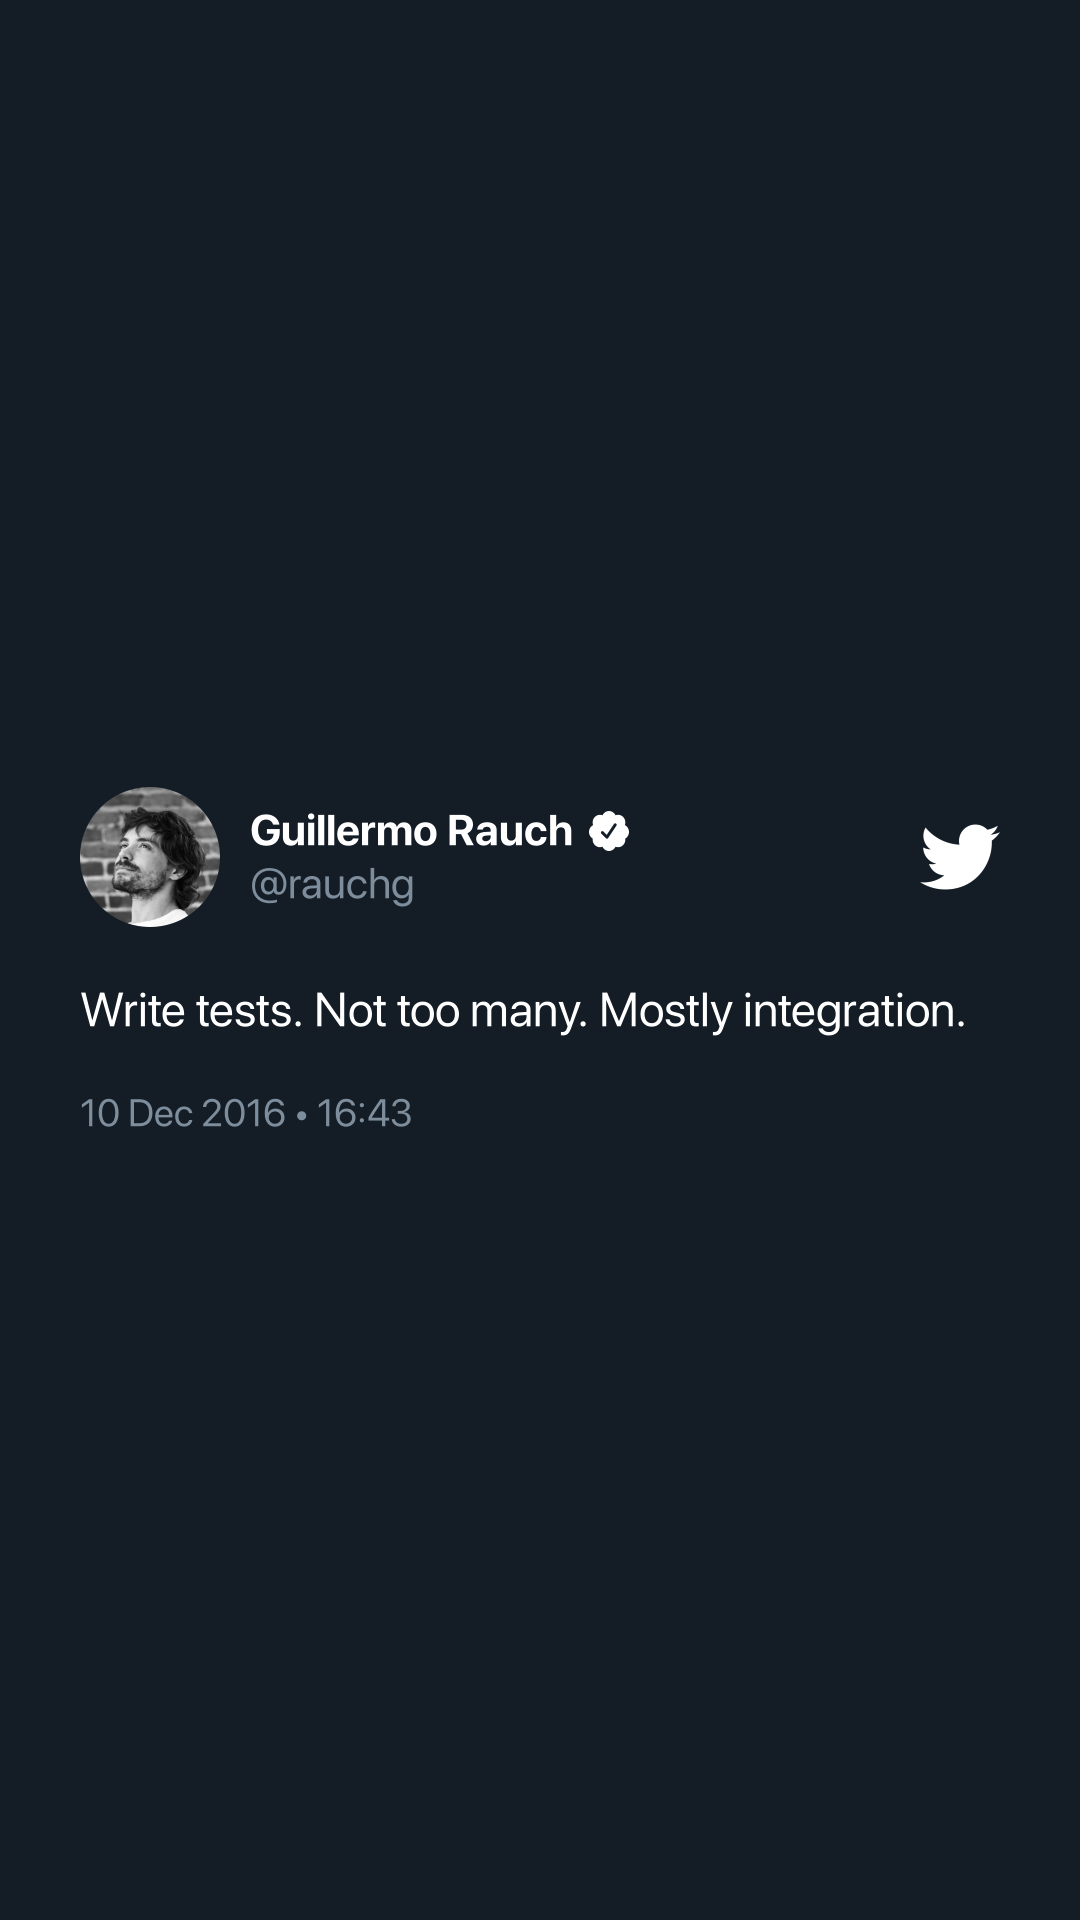 Guillermo Rauch
@rauchg
Write tests. Not too many. Mostly integration.
10 Dec 2016 • 16:43